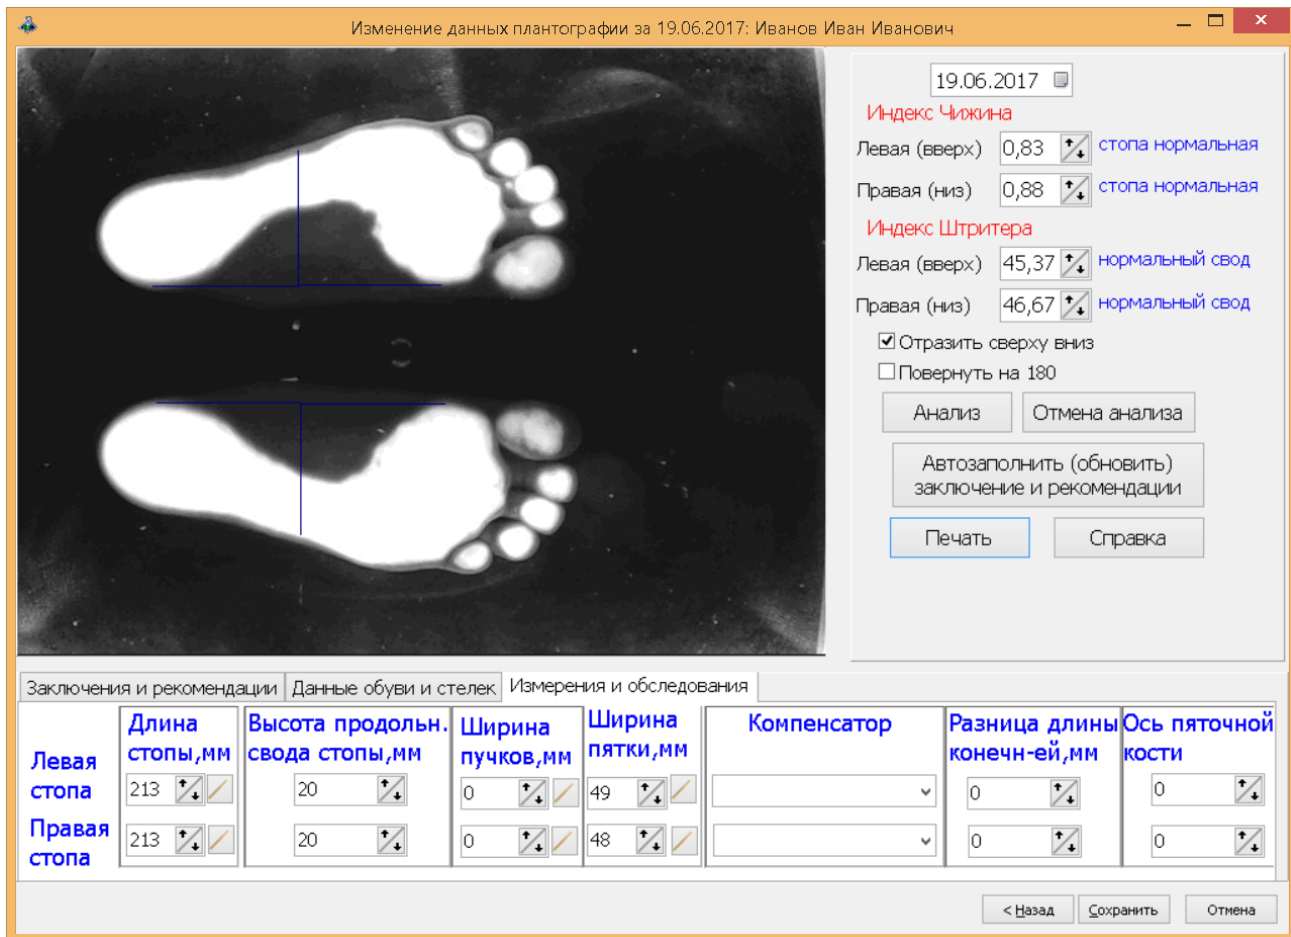 Изменение данных плантографии за 19.06.2017: Иванов Иван Иванович
19.06.2017
Индекс Чижина
Левая (вверх) 0,83 стопа нормальная
Правая (низ) 0,88 стопа нормальная
Индекс Штритера
Левая (вверх) 45,37 нормальный свод
Правая (низ) 46,67 нормальный свод
Отразить сверху вниз
Повернуть на 180
Анализ Отмена анализа
Автозаполнить (обновить)
заключение и рекомендации
Печать Справка
Заключения и рекомендации Данные обуви и стелек Измерения и обследования
Длина Высота продольн. Ширина Ширина Компенсатор Разница длины Ось пяточной
стопы,мм свода стопы,мм пучков,мм пятки,мм конечн-ей,мм кости
Левая
стопа 213 20 0 49 0 0
Правая
стопа 213 20 0 48 0 0
< Назад Сохранить Отмена